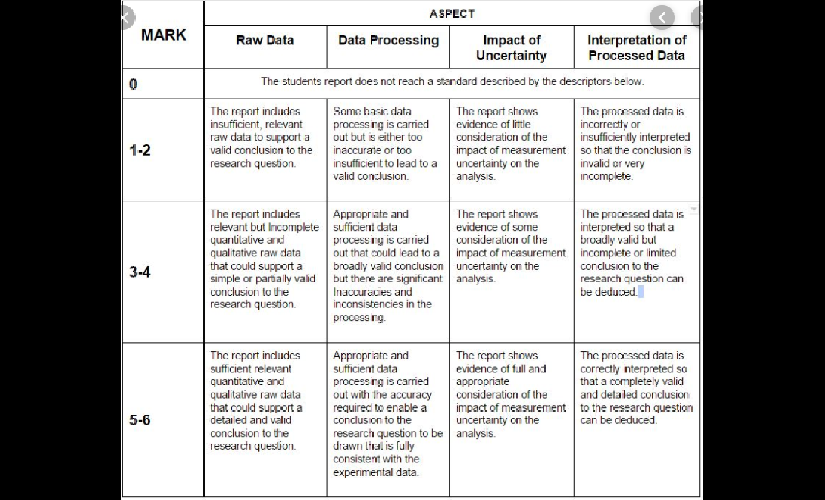 ASPECT
MARK
Raw Data
Data Processing
Impact of
Uncertainty
Interpretation of
Processed Data
0
The students report does not reach a standard described by the descriptors below.
1-2
The report includes
insufficient, relevant
raw data to support a
valid conclusion to the
research question.
Some basic data
processing is carried
out but is either too
inaccurate or too
insufficient to lead to a
valid conclusion.
The report shows
evidence of little
consideration of the
impact of measurement
uncertainty on the
analysis.
The processed data is
incorrectly or
insufficiently interpreted
so that the conclusion is
invalid or very
incomplete.
3-4
The report includes
relevant but Incomplete
quantitative and
qualitative raw data
that could support a
simple or partially valid
conclusion to the
research question.
Appropriate and
sufficient data
processing is carried
out that could lead to a
broadly valid conclusion
but there are significant
Inaccuracies and
inconsistencies in the
processing.
The report shows
evidence of some
consideration of the
impact of measurement
uncertainty on the
analysis.
The processed data is
interpreted so that a
broadly valid but
incomplete or limited
conclusion to the
research question can
be deduced.
5-6
The report includes
sufficient relevant
quantitative and
qualitative raw data
that could support a
detailed and valid
conclusion to the
research question.
Appropriate and
sufficient data
processing is carried
out with the accuracy
required to enable a
conclusion to the
research question to be
drawn that is fully
consistent with the
experimental data.
The report shows
evidence of full and
appropriate
consideration of the
impact of measurement
uncertainty on the
analysis.
The processed data is
correctly interpreted so
that a completely valid
and detailed conclusion
to the research question
can be deduced.